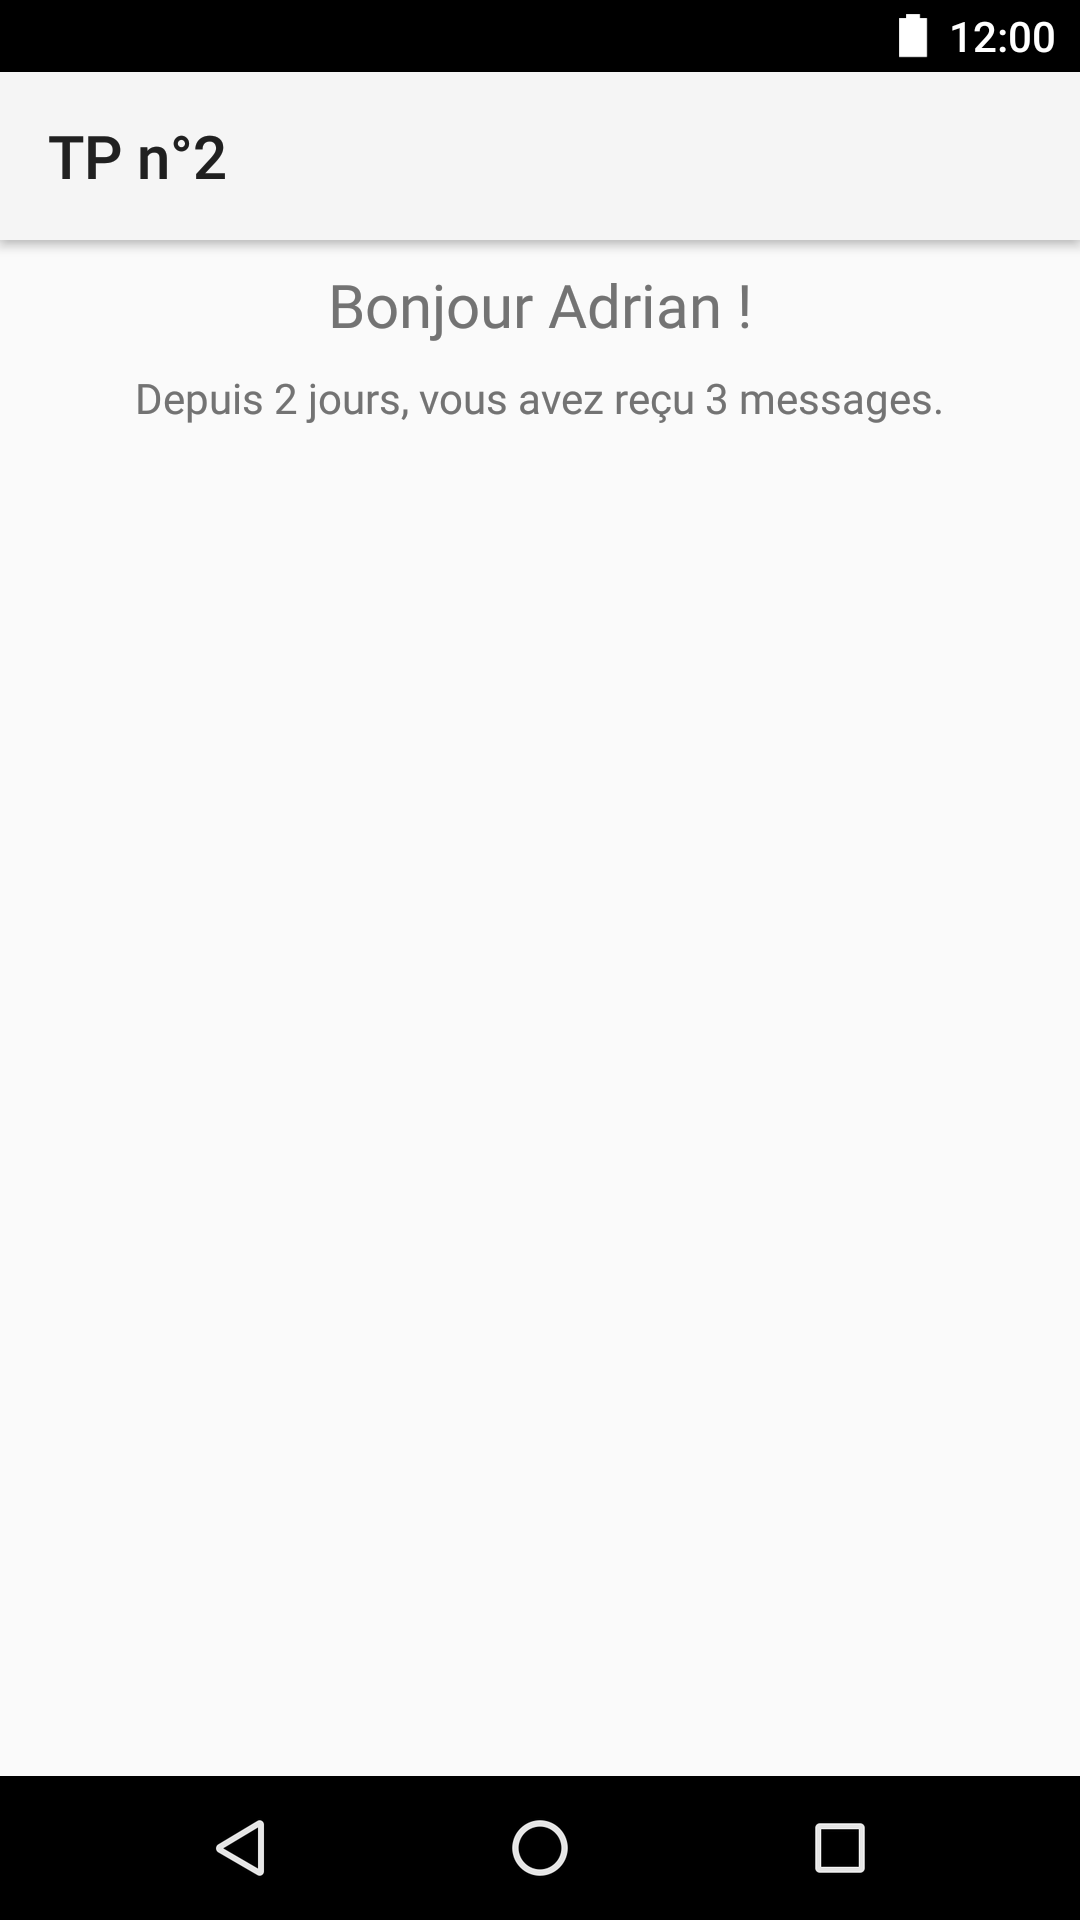 12:00
TP n°2
Bonjour Adrian !
Depuis 2 jours, vous avez reçu 3 messages.